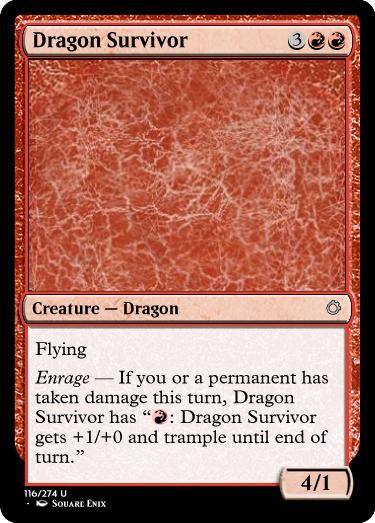 Dragon Survivor 3
Creature — Dragon
Flying
Enrage — If you or a permanent has
taken damage this turn, Dragon
Survivor has “: Dragon Survivor
gets +1/+0 and trample until end of
turn.”
4/1
116/274 U
· Square Enix